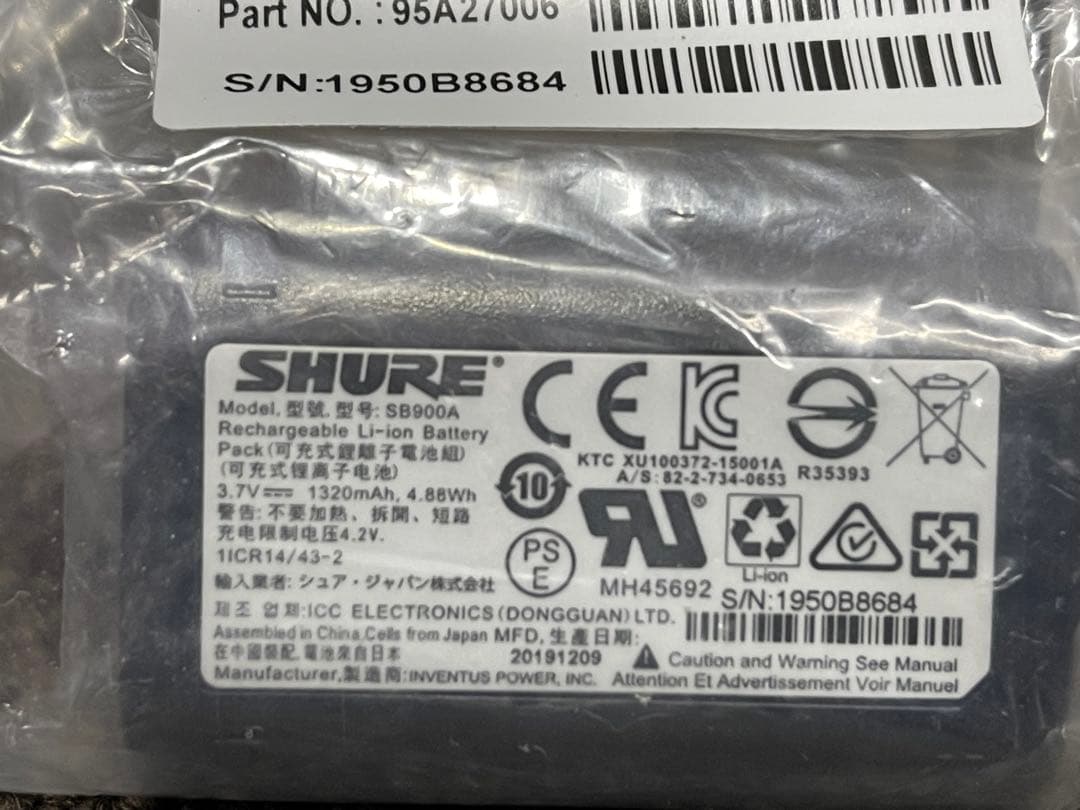 Part NO. : 95A27006
S/N:1950B8684
SHURE®
Model, 型號, 型号: SB900A
Rechargeable Li-ion Battery
Pack (可充式鋰離子電池組)
(可充式锂离子电池)
3.7V 1320mAh, 4.88Wh
警告: 不要加熱、拆開、短路
充电限制电压4.2V.
1ICR14/43-2
輸入業者: シュア・ジャパン株式会社
제조 업체:ICC ELECTRONICS (DONGGUAN) LTD.
Assembled in China.Cells from Japan MFD, 生產日期:
在中國裝配, 電池來自日本 20191209
Manufacturer,製造商:INVENTUS POWER, INC.
CE
KC
KTC XU100372-15001A
A/S: 82-2-734-0653
R35393
10
PS
E
RU®
MH45692
Li-ion
S/N:1950B8684
Caution and Warning See Manual
Attention Et Advertissement Voir Manuel